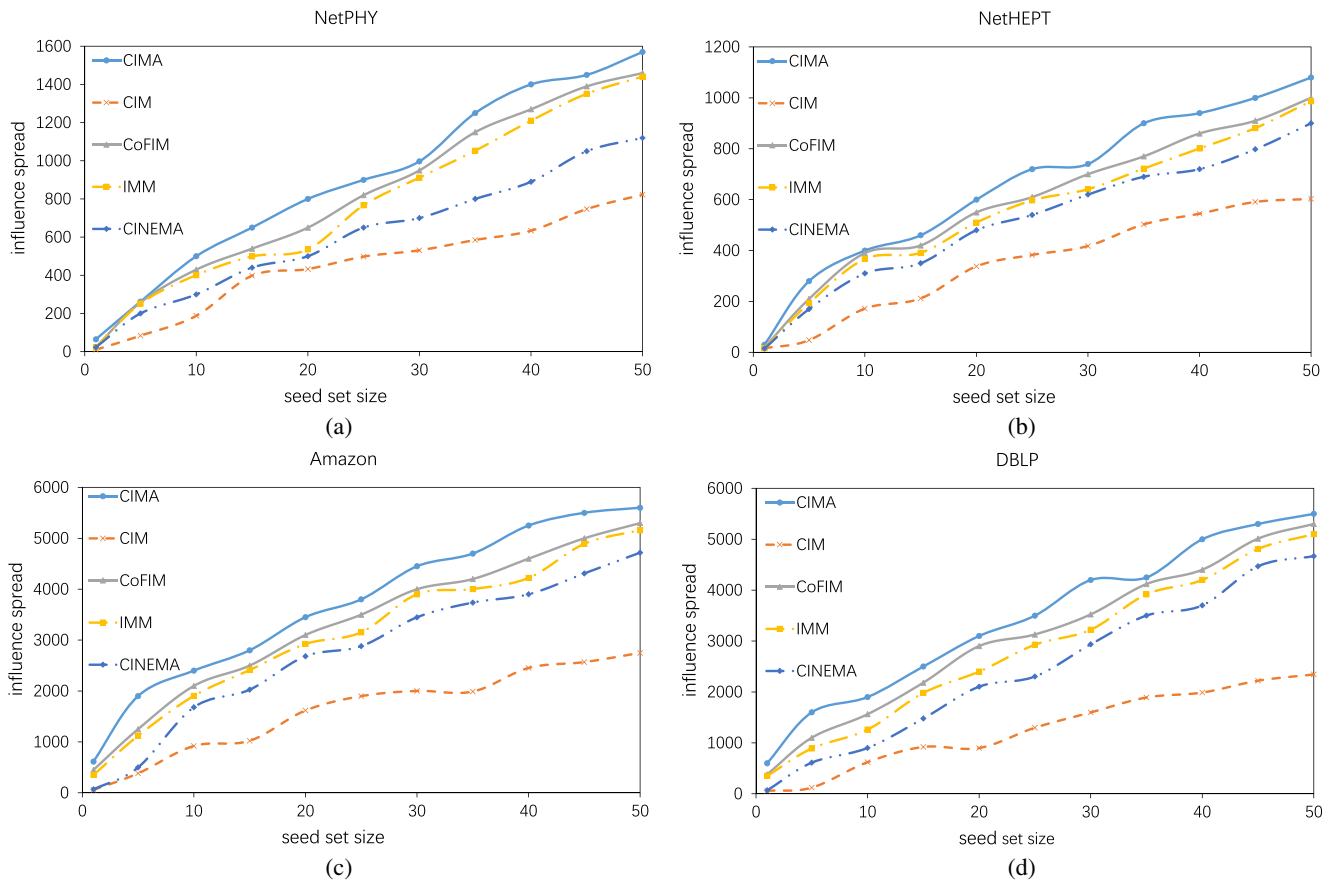 NetPHY
1600
1400
1200
1000
800
600
400
200
0
influence spread
CIMA
CIM
CoFIM
IMM
CINEMA
0 10 20 30 40 50
seed set size
(a)
NetHEPT
1200
1000
800
600
400
200
0
influence spread
CIMA
CIM
CoFIM
IMM
CINEMA
0 10 20 30 40 50
seed set size
(b)
Amazon
6000
5000
4000
3000
2000
1000
0
influence spread
CIMA
CIM
CoFIM
IMM
CINEMA
0 10 20 30 40 50
seed set size
(c)
DBLP
6000
5000
4000
3000
2000
1000
0
influence spread
CIMA
CIM
CoFIM
IMM
CINEMA
0 10 20 30 40 50
seed set size
(d)